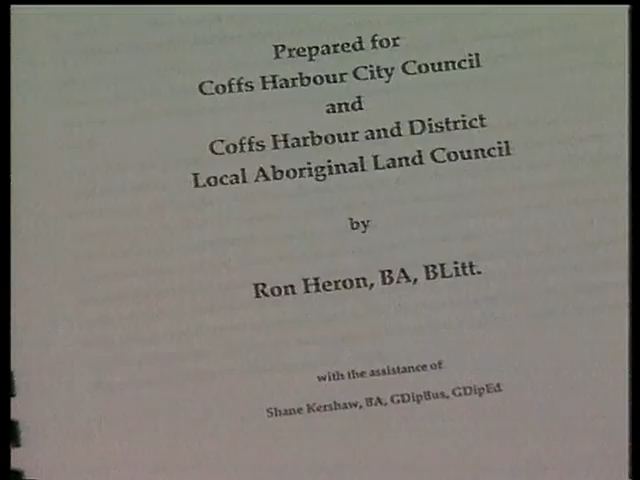 Prepared for
Coffs Harbour City Council
and
Coffs Harbour and District
Local Aboriginal Land Council
by
Ron Heron, BA, BLitt.
with the assistance of
Shane Kershaw, BA, GDipBus, GDipEd